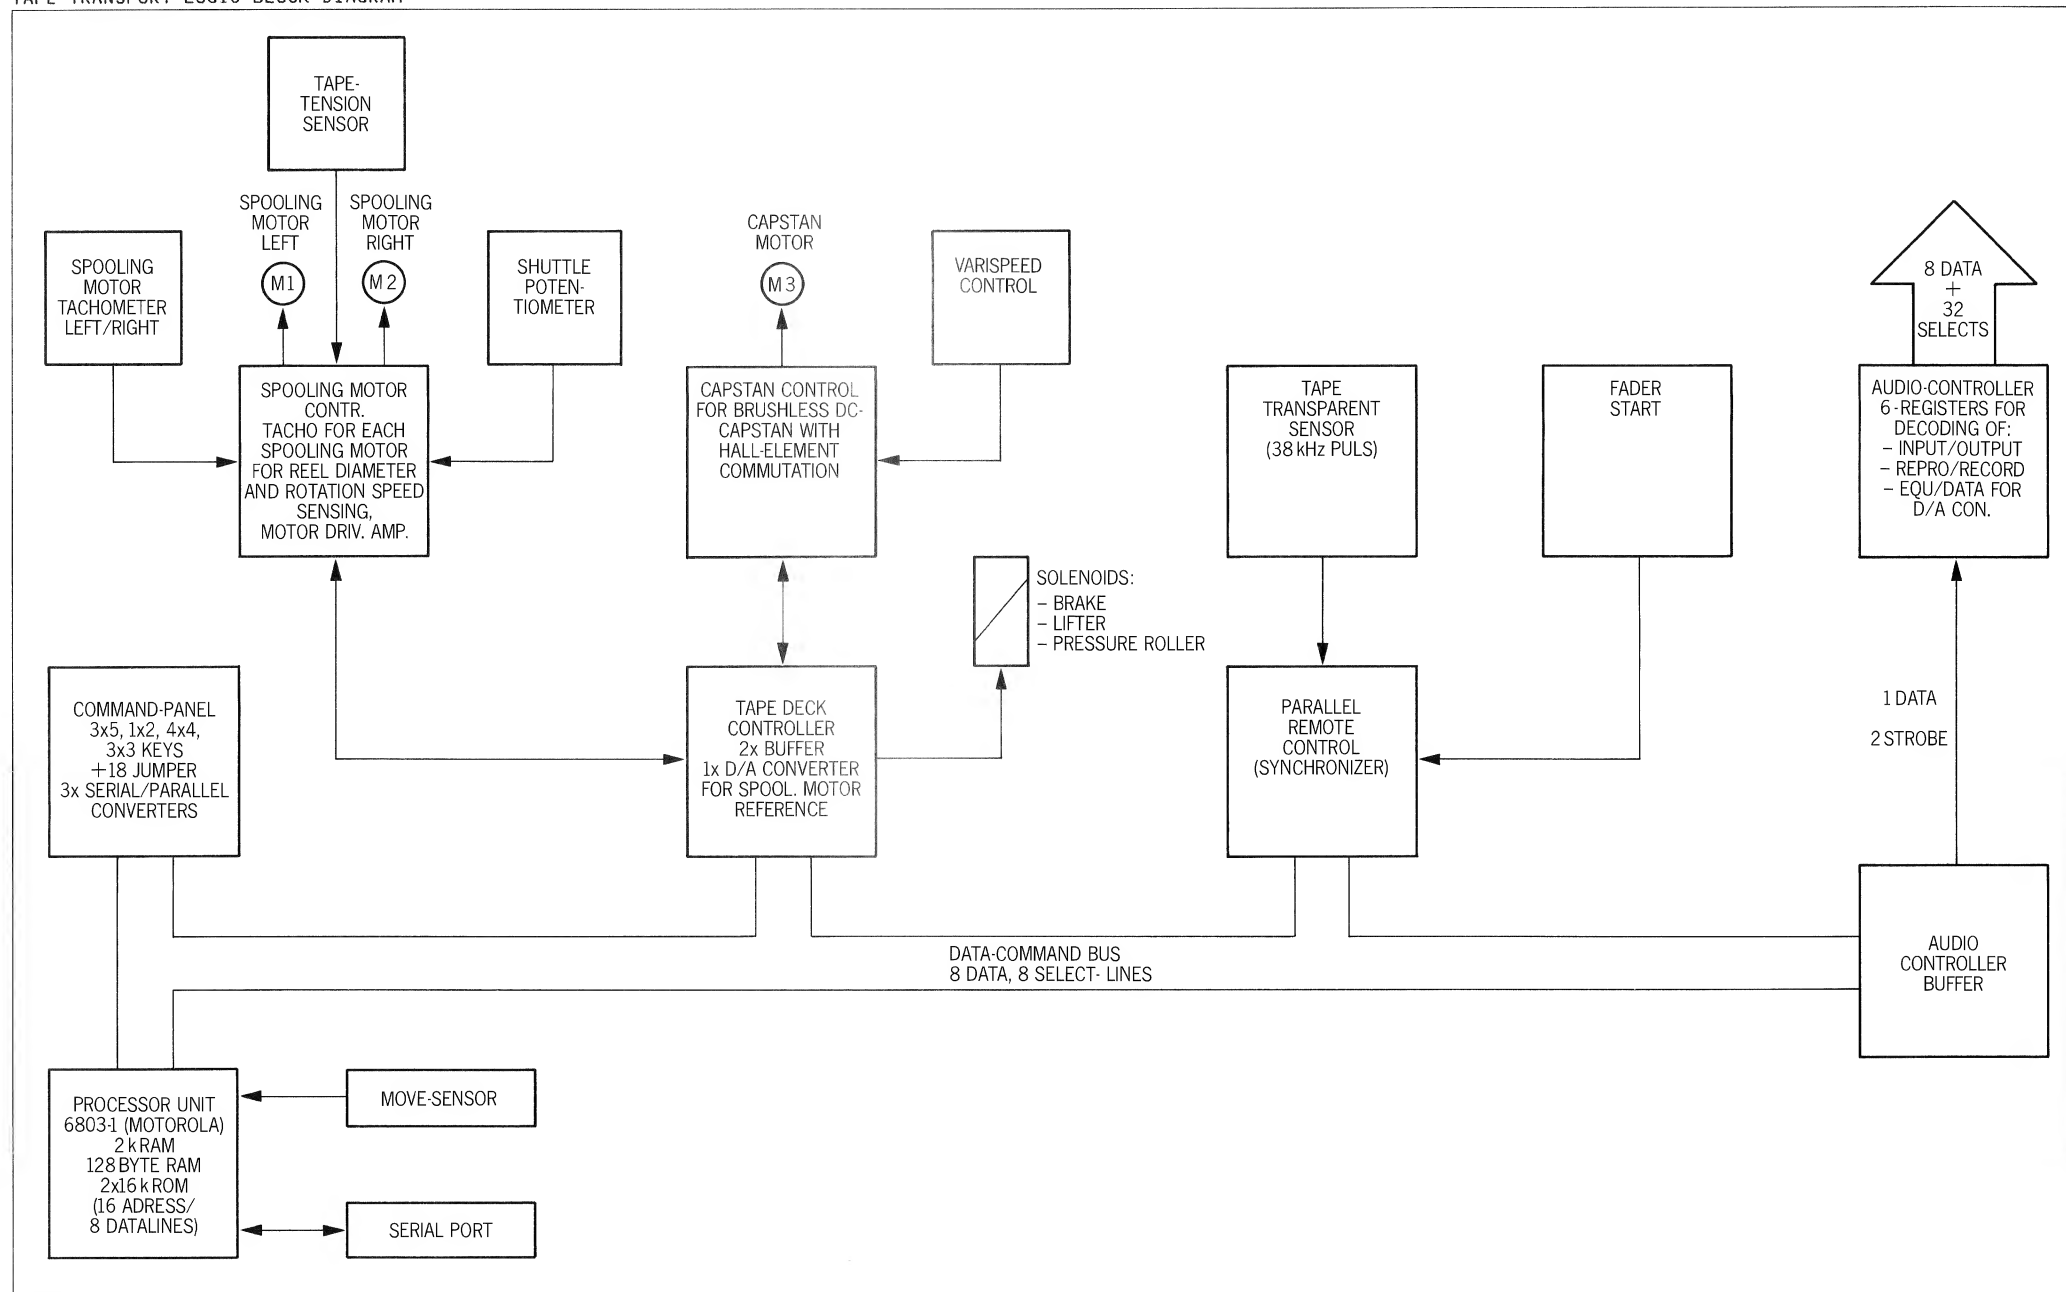 TAPE TRANSPORT LOGIC BLOCK DIAGRAM
TAPE-
TENSION
SENSOR
SPOOLING
MOTOR
LEFT
SPOOLING
MOTOR
RIGHT
M1
M2
SPOOLING
MOTOR
TACHOMETER
LEFT/RIGHT
SHUTTLE
POTEN-
TIOMETER
CAPSTAN
MOTOR
M3
VARISPEED
CONTROL
8 DATA
+
32
SELECTS
SPOOLING MOTOR
CONTR.
TACHO FOR EACH
SPOOLING MOTOR
FOR REEL DIAMETER
AND ROTATION SPEED
SENSING,
MOTOR DRIV. AMP.
CAPSTAN CONTROL
FOR BRUSHLESS DC-
CAPSTAN WITH
HALL-ELEMENT
COMMUTATION
TAPE
TRANSPARENT
SENSOR
(38 kHz PULS)
FADER
START
AUDIO-CONTROLLER
6-REGISTERS FOR
DECODING OF:
– INPUT/OUTPUT
– REPRO/RECORD
– EQU/DATA FOR
D/A CON.
SOLENOIDS:
– BRAKE
– LIFTER
– PRESSURE ROLLER
COMMAND-PANEL
3x5, 1x2, 4x4,
3x3 KEYS
+18 JUMPER
3x SERIAL/PARALLEL
CONVERTERS
TAPE DECK
CONTROLLER
2x BUFFER
1x D/A CONVERTER
FOR SPOOL. MOTOR
REFERENCE
PARALLEL
REMOTE
CONTROL
(SYNCHRONIZER)
1 DATA
2 STROBE
DATA-COMMAND BUS
8 DATA, 8 SELECT- LINES
AUDIO
CONTROLLER
BUFFER
PROCESSOR UNIT
6803-1 (MOTOROLA)
2 k RAM
128 BYTE RAM
2x16 k ROM
(16 ADRESS/
8 DATALINES)
MOVE-SENSOR
SERIAL PORT